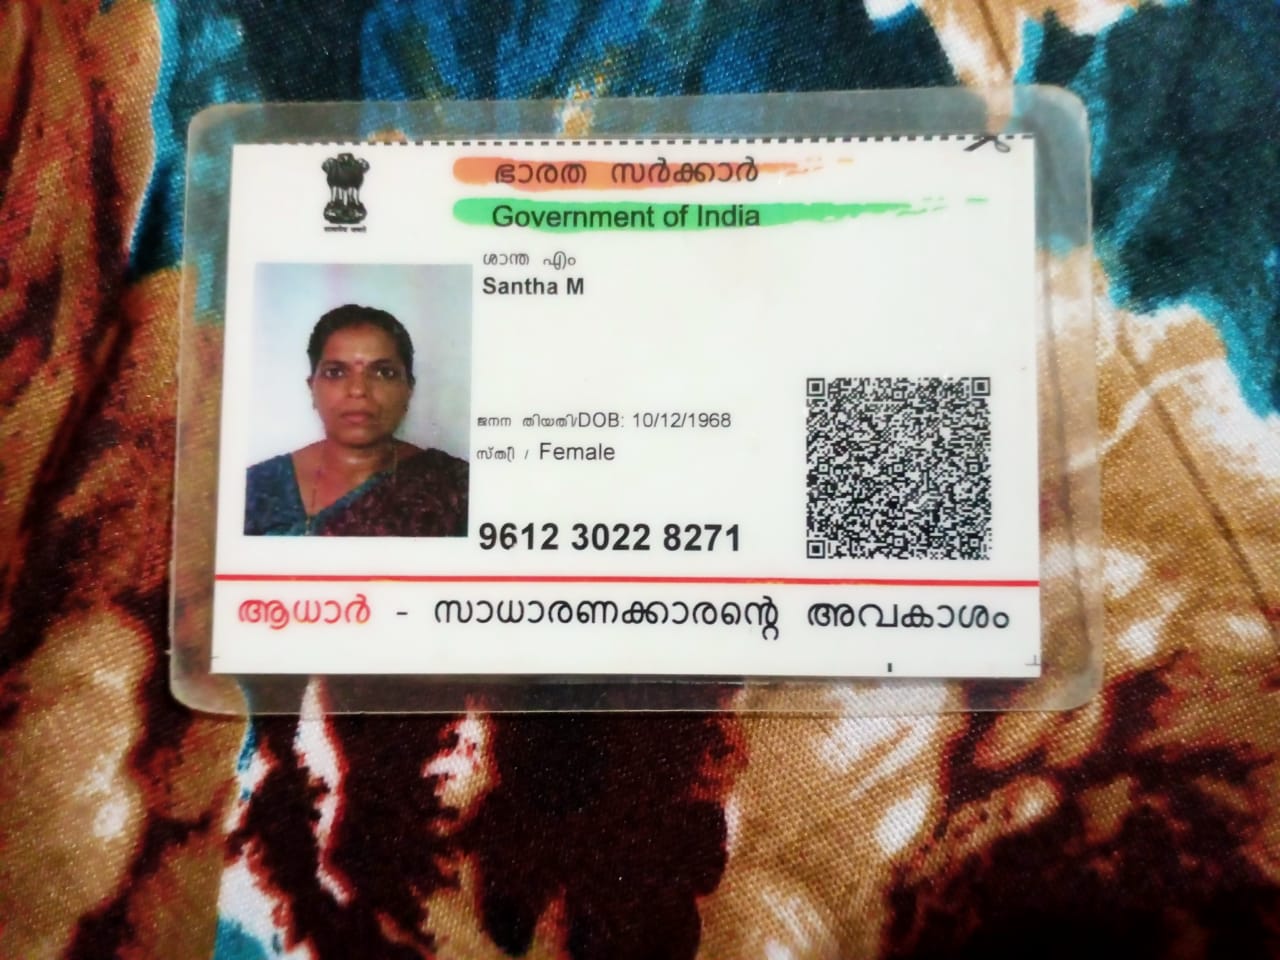 ഭാരത സർക്കാർ
Government of India
ശാന്ത എം
Santha M
ജനന തിയതി/DOB: 10/12/1968
സ്ത്രീ / Female
9612 3022 8271
ആധാർ - സാധാരണക്കാരന്റെ അവകാശം